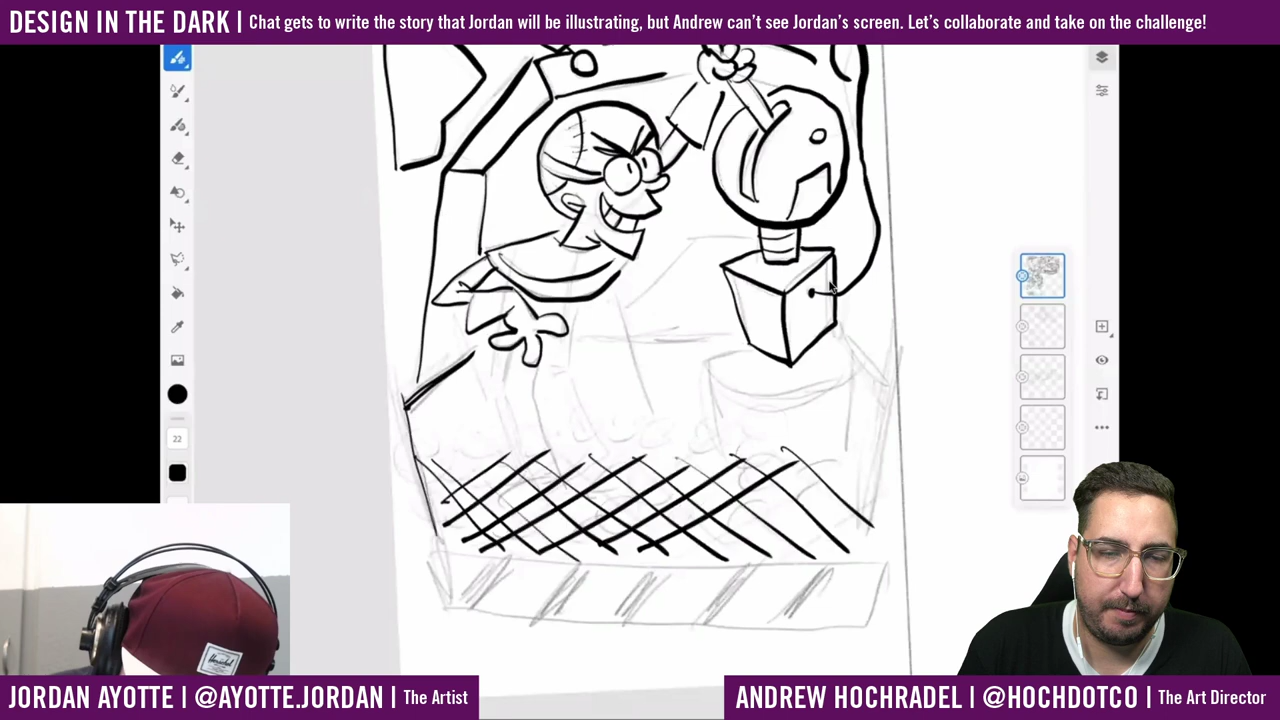 DESIGN IN THE DARK | Chat gets to write the story that Jordan will be illustrating, but Andrew can't see Jordan's screen. Let's collaborate and take on the challenge!
22
Herschel
JORDAN AYOTTE | @AYOTTE.JORDAN | The Artist
ANDREW HOCHRADEL | @HOCHDOTCO | The Art Director